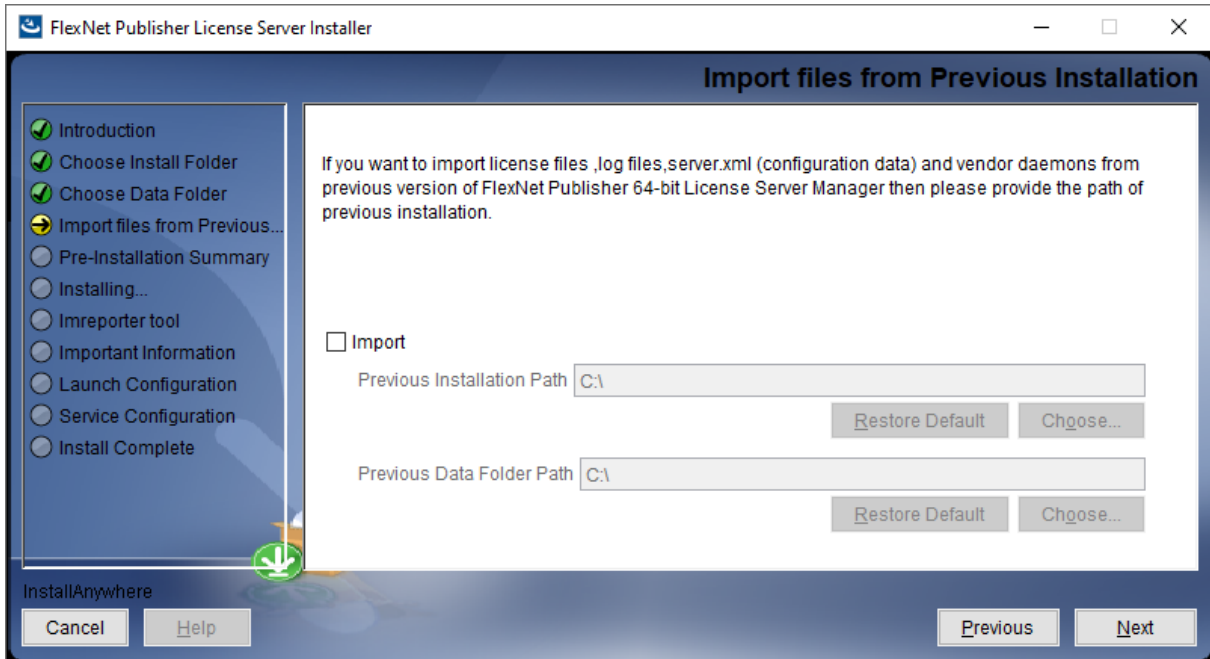 FlexNet Publisher License Server Installer
Import files from Previous Installation
Introduction
Choose Install Folder
Choose Data Folder
Import files from Previous...
Pre-Installation Summary
Installing...
lmreporter tool
Important Information
Launch Configuration
Service Configuration
Install Complete
If you want to import license files ,log files,server.xml (configuration data) and vendor daemons from
previous version of FlexNet Publisher 64-bit License Server Manager then please provide the path of
previous installation.
Import
Previous Installation Path C:\
Restore Default Choose...
Previous Data Folder Path C:\
Restore Default Choose...
InstallAnywhere
Cancel Help Previous Next